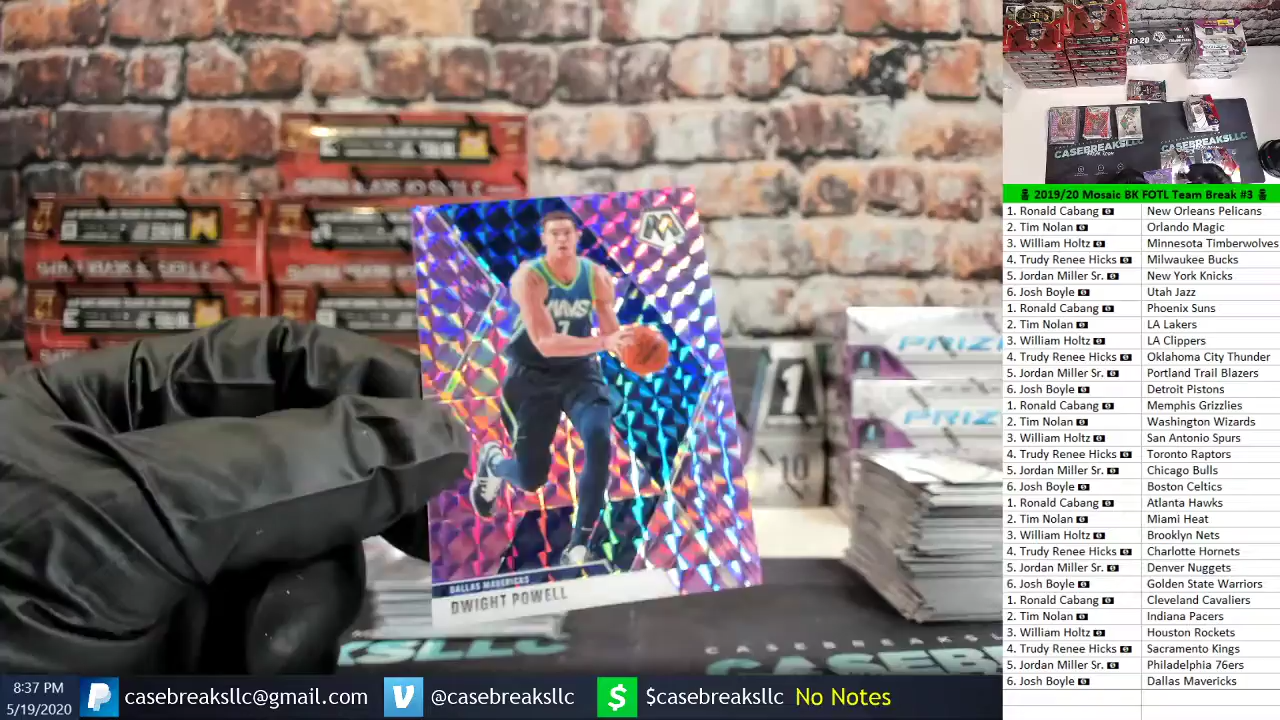 19-20
CASEBREAKSLLC
2019/20 Mosaic BK FOTL Team Break #3
1. Ronald Cabang New Orleans Pelicans
2. Tim Nolan Orlando Magic
3. William Holtz Minnesota Timberwolves
4. Trudy Renee Hicks Milwaukee Bucks
5. Jordan Miller Sr. New York Knicks
6. Josh Boyle Utah Jazz
1. Ronald Cabang Phoenix Suns
2. Tim Nolan LA Lakers
3. William Holtz LA Clippers
4. Trudy Renee Hicks Oklahoma City Thunder
5. Jordan Miller Sr. Portland Trail Blazers
6. Josh Boyle Detroit Pistons
1. Ronald Cabang Memphis Grizzlies
2. Tim Nolan Washington Wizards
3. William Holtz San Antonio Spurs
4. Trudy Renee Hicks Toronto Raptors
5. Jordan Miller Sr. Chicago Bulls
6. Josh Boyle Boston Celtics
1. Ronald Cabang Atlanta Hawks
2. Tim Nolan Miami Heat
3. William Holtz Brooklyn Nets
4. Trudy Renee Hicks Charlotte Hornets
5. Jordan Miller Sr. Denver Nuggets
6. Josh Boyle Golden State Warriors
1. Ronald Cabang Cleveland Cavaliers
2. Tim Nolan Indiana Pacers
3. William Holtz Houston Rockets
4. Trudy Renee Hicks Sacramento Kings
5. Jordan Miller Sr. Philadelphia 76ers
6. Josh Boyle Dallas Mavericks
M
MAVS
7
PRIZ
PRIZ
1
10
DALLAS MAVERICKS
DWIGHT POWELL
KSLLC
CASEBREAKS
CASEBRE
8:37 PM
5/19/2020
casebreaksllc@gmail.com
@casebreaksllc
$casebreaksllc
No Notes